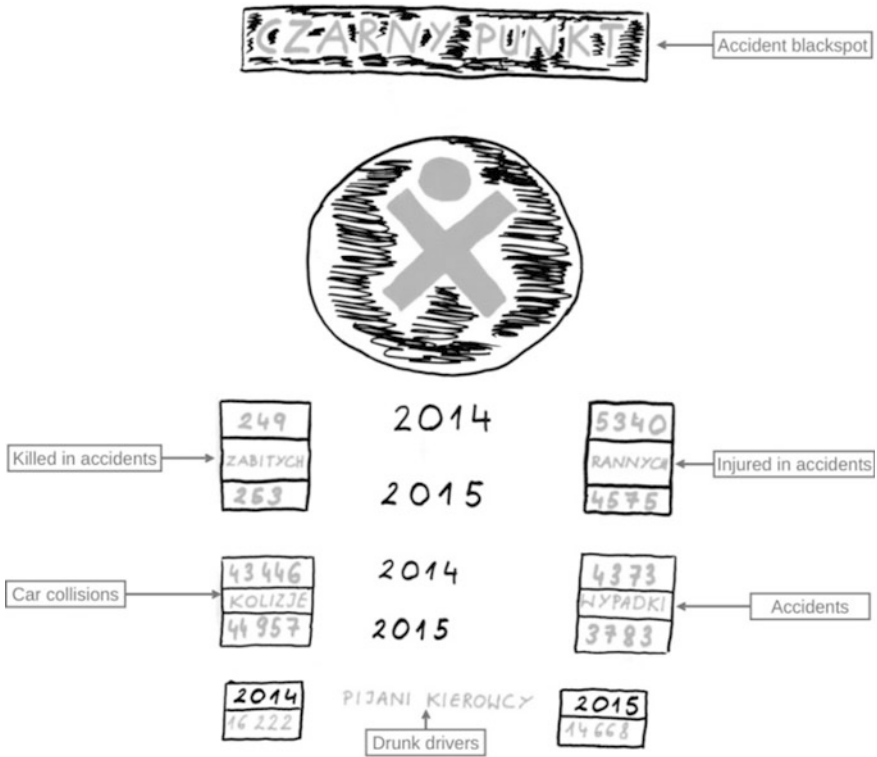 CZARNY PUNKT
Accident blackspot
249 2014 5340
Killed in accidents ZABITYCH RANNYCH Injured in accidents
263 2015 4575
43446 2014 4373
Car collisions KOLIZJE WYPADKI Accidents
44957 2015 3783
2014 PIJANI KIEROWCY 2015
16222 14668
Drunk drivers